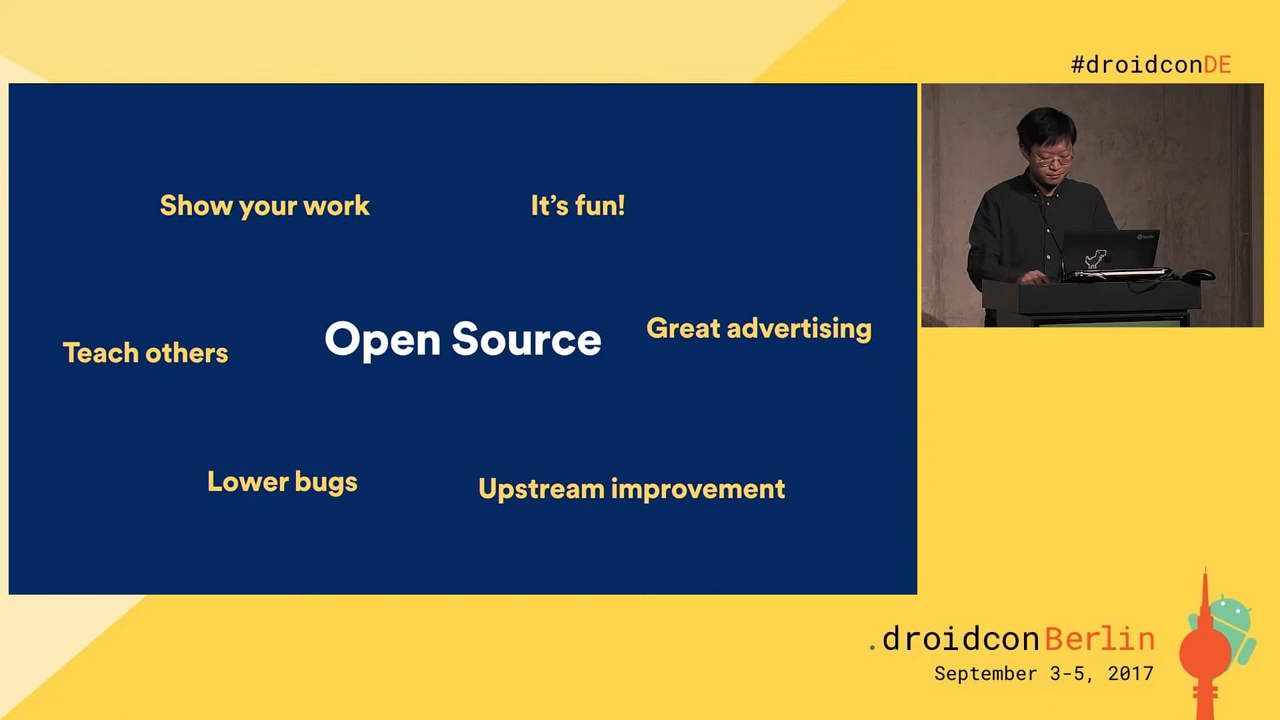 #droidconDE
Show your work
It's fun!
Great advertising
Open Source
Teach others
Lower bugs
Upstream improvement
.droidconBerlin
September 3-5, 2017